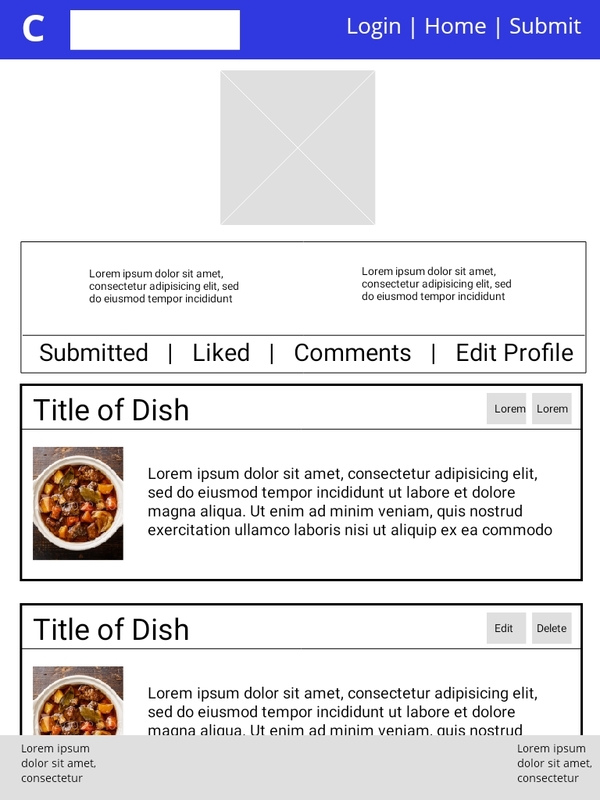 C
Login | Home | Submit
Lorem ipsum dolor sit amet,
consectetur adipisicing elit, sed
do eiusmod tempor incididunt
Lorem ipsum dolor sit amet,
consectetur adipisicing elit, sed
do eiusmod tempor incididunt
Submitted | Liked | Comments | Edit Profile
Title of Dish
Lorem
Lorem
Lorem ipsum dolor sit amet, consectetur adipisicing elit,
sed do eiusmod tempor incididunt ut labore et dolore
magna aliqua. Ut enim ad minim veniam, quis nostrud
exercitation ullamco laboris nisi ut aliquip ex ea commodo
Title of Dish
Edit
Delete
Lorem ipsum dolor sit amet, consectetur adipisicing elit,
sed do eiusmod tempor incididunt ut labore et dolore
magna aliqua. Ut enim ad minim veniam, quis nostrud
Lorem ipsum
dolor sit amet,
consectetur
Lorem ipsum
dolor sit amet,
consectetur